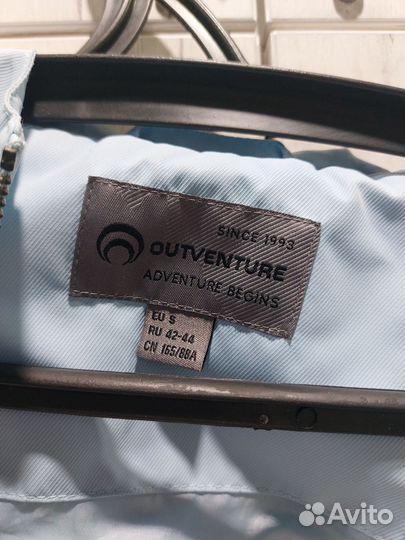 SINCE 1993
OUTVENTURE
ADVENTURE BEGINS
EU S
RU 42-44
CN 165/88A
Avito